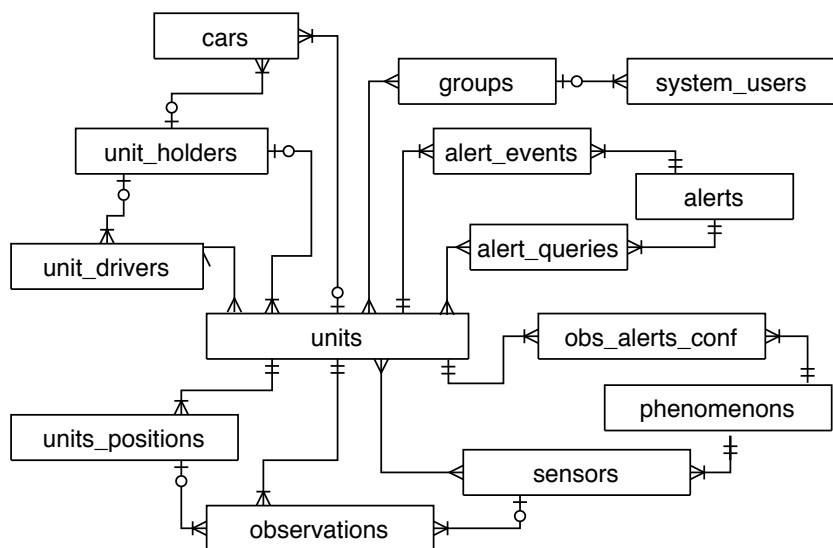 cars
groups
system_users
unit_holders
alert_events
alerts
unit_drivers
alert_queries
units
obs_alerts_conf
phenomenons
units_positions
sensors
observations